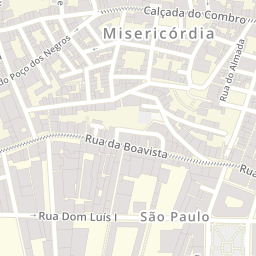 Calçada do Combro
Misericórdia
do Poço dos Negros
Rua do Almada
Rua da Boavista
Rua
Rua Dom Luís I
São Paulo